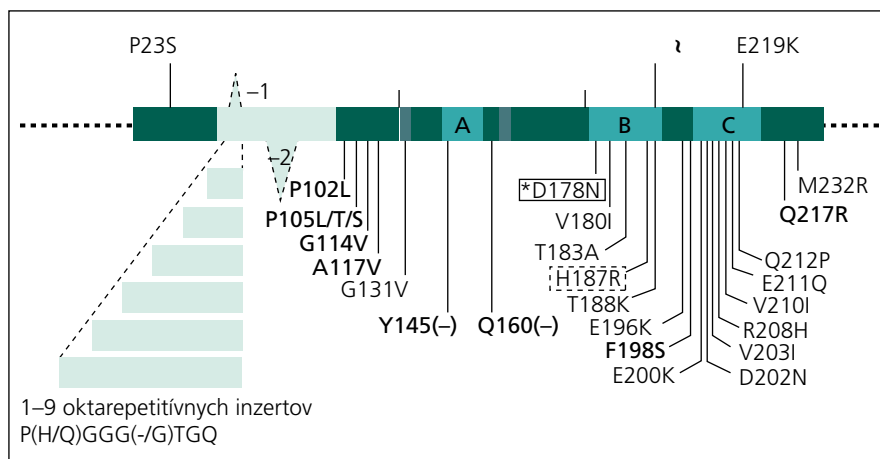 P23S
~
E219K
–1
A
B
C
–2
P102L
P105L/T/S
G114V
A117V
G131V
Y145(–)
Q160(–)
*D178N
V180I
T183A
H187R
T188K
E196K
F198S
E200K
M232R
Q217R
Q212P
E211Q
V210I
R208H
V203I
D202N
1–9 oktarepetitívnych inzertov
P(H/Q)GGG(-/G)TGQ